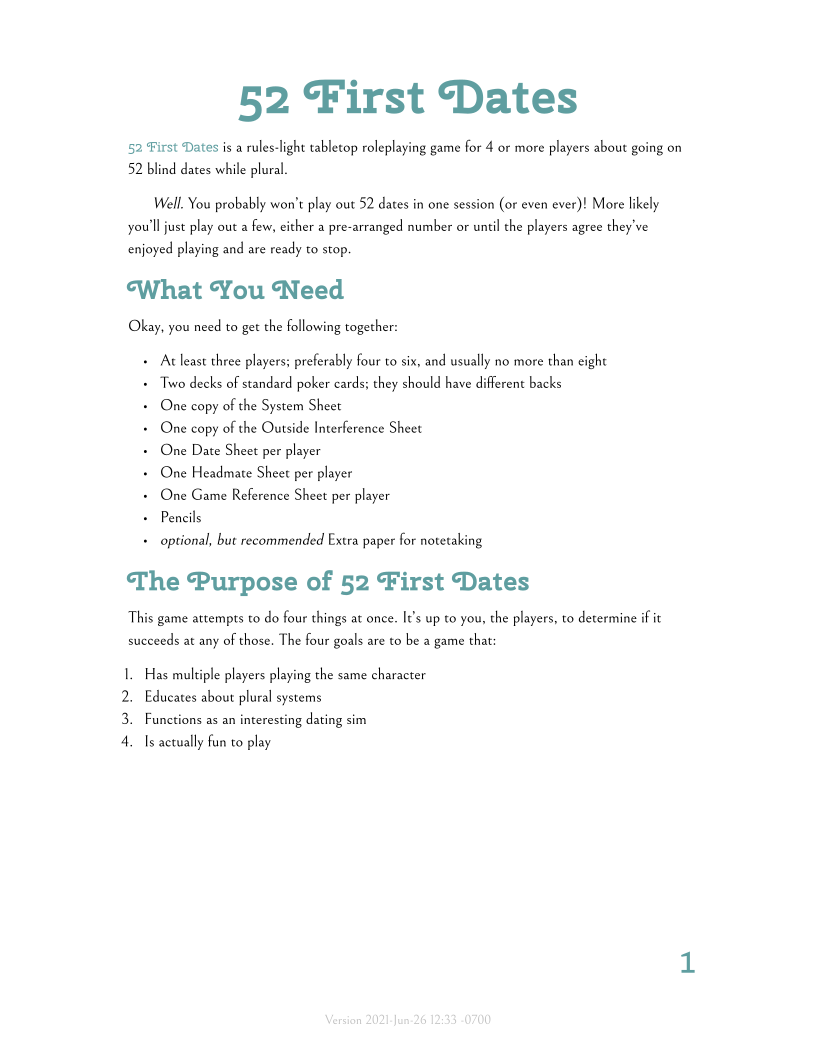 52 First Dates
52 First Dates is a rules-light tabletop roleplaying game for 4 or more players about going on
52 blind dates while plural.
Well. You probably won't play out 52 dates in one session (or even ever)! More likely
you'll just play out a few, either a pre-arranged number or until the players agree they've
enjoyed playing and are ready to stop.
What You Need
Okay, you need to get the following together:
• At least three players; preferably four to six, and usually no more than eight
• Two decks of standard poker cards; they should have different backs
• One copy of the System Sheet
• One copy of the Outside Interference Sheet
• One Date Sheet per player
• One Headmate Sheet per player
• One Game Reference Sheet per player
• Pencils
• optional, but recommended Extra paper for notetaking
The Purpose of 52 First Dates
This game attempts to do four things at once. It's up to you, the players, to determine if it
succeeds at any of those. The four goals are to be a game that:
1. Has multiple players playing the same character
2. Educates about plural systems
3. Functions as an interesting dating sim
4. Is actually fun to play
1
Version 2021-Jun-26 12:33 -0700